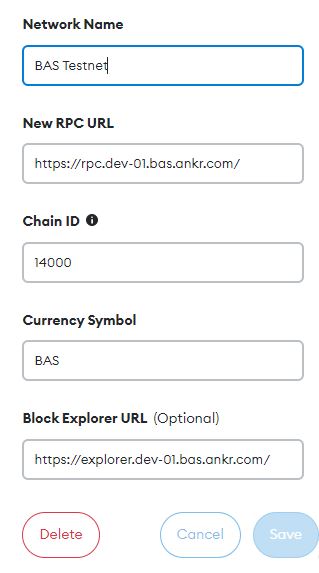 Network Name
BAS Testnet
New RPC URL
https://rpc.dev-01.bas.ankr.com/
Chain ID
14000
Currency Symbol
BAS
Block Explorer URL (Optional)
https://explorer.dev-01.bas.ankr.com/
Delete Cancel Save